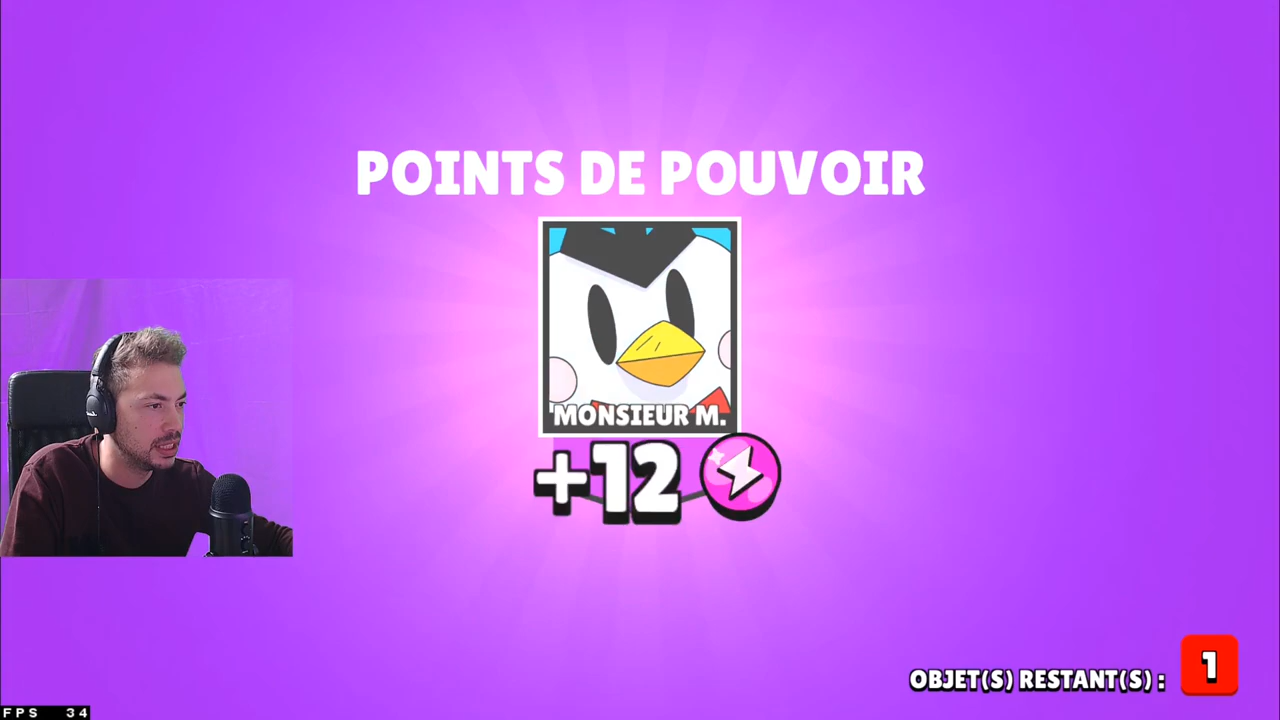 POINTS DE POUVOIR
MONSIEUR M.
+12
OBJET(S) RESTANT(S) : 1
FPS 34